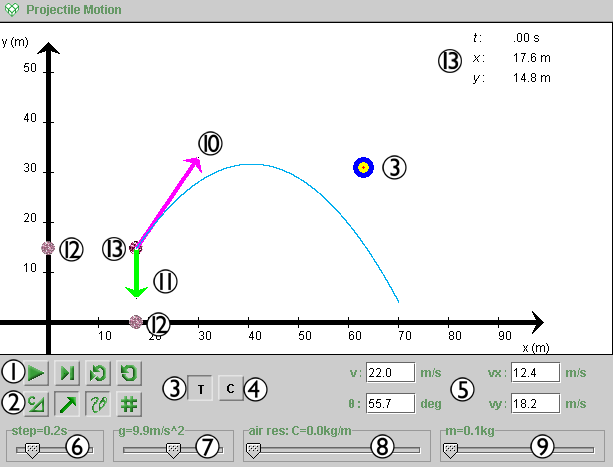 Projectile Motion
y (m)
t: .00 s
⑬ x: 17.6 m
y: 14.8 m
50
40
⑩
30
③
20
⑫ ⑬
10
⑪
⑫
10 20 30 40 50 60 70 80 90
x (m)
①
②
③ T C ④
v: 22.0 m/s vx: 12.4 m/s
⑤
θ: 55.7 deg vy: 18.2 m/s
step=0.2s g=9.9m/s^2 air res: C=0.0kg/m m=0.1kg
⑥ ⑦ ⑧ ⑨